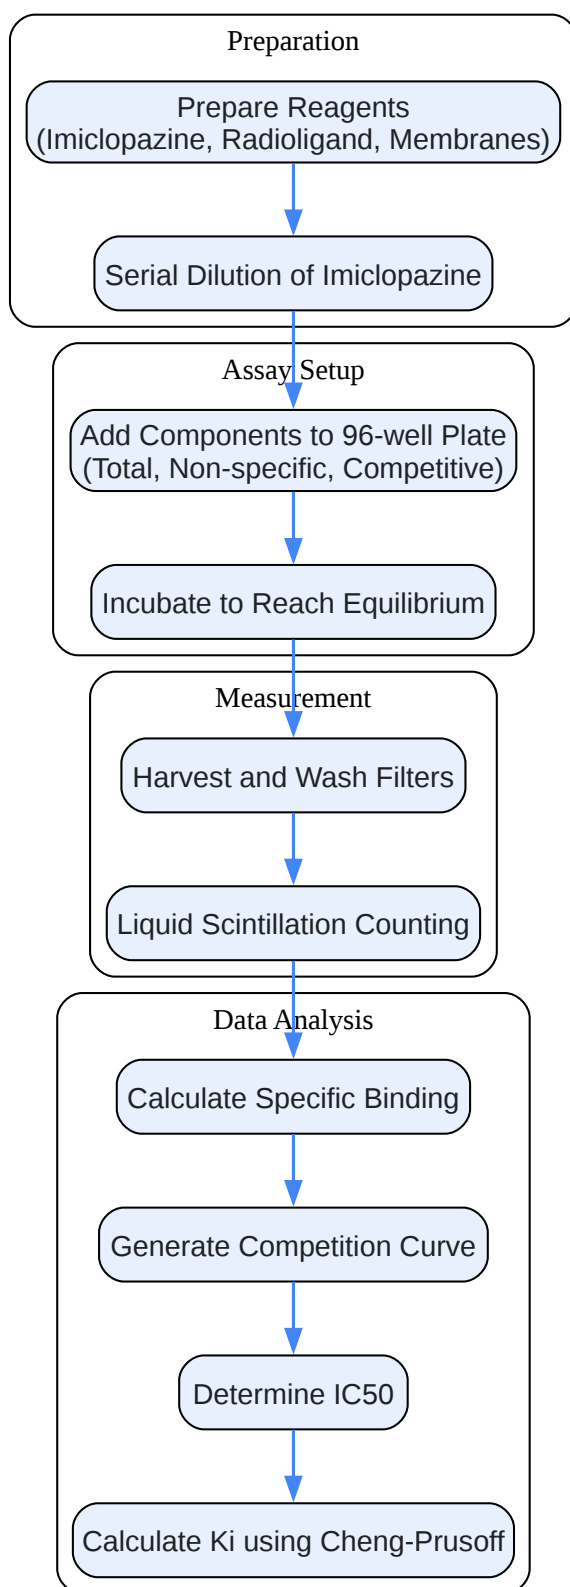 Preparation
Prepare Reagents
(Imiclopazine, Radioligand, Membranes)
Serial Dilution of Imiclopazine
Assay Setup
Add Components to 96-well Plate
(Total, Non-specific, Competitive)
Incubate to Reach Equilibrium
Measurement
Harvest and Wash Filters
Liquid Scintillation Counting
Data Analysis
Calculate Specific Binding
Generate Competition Curve
Determine IC50
Calculate Ki using Cheng-Prusoff